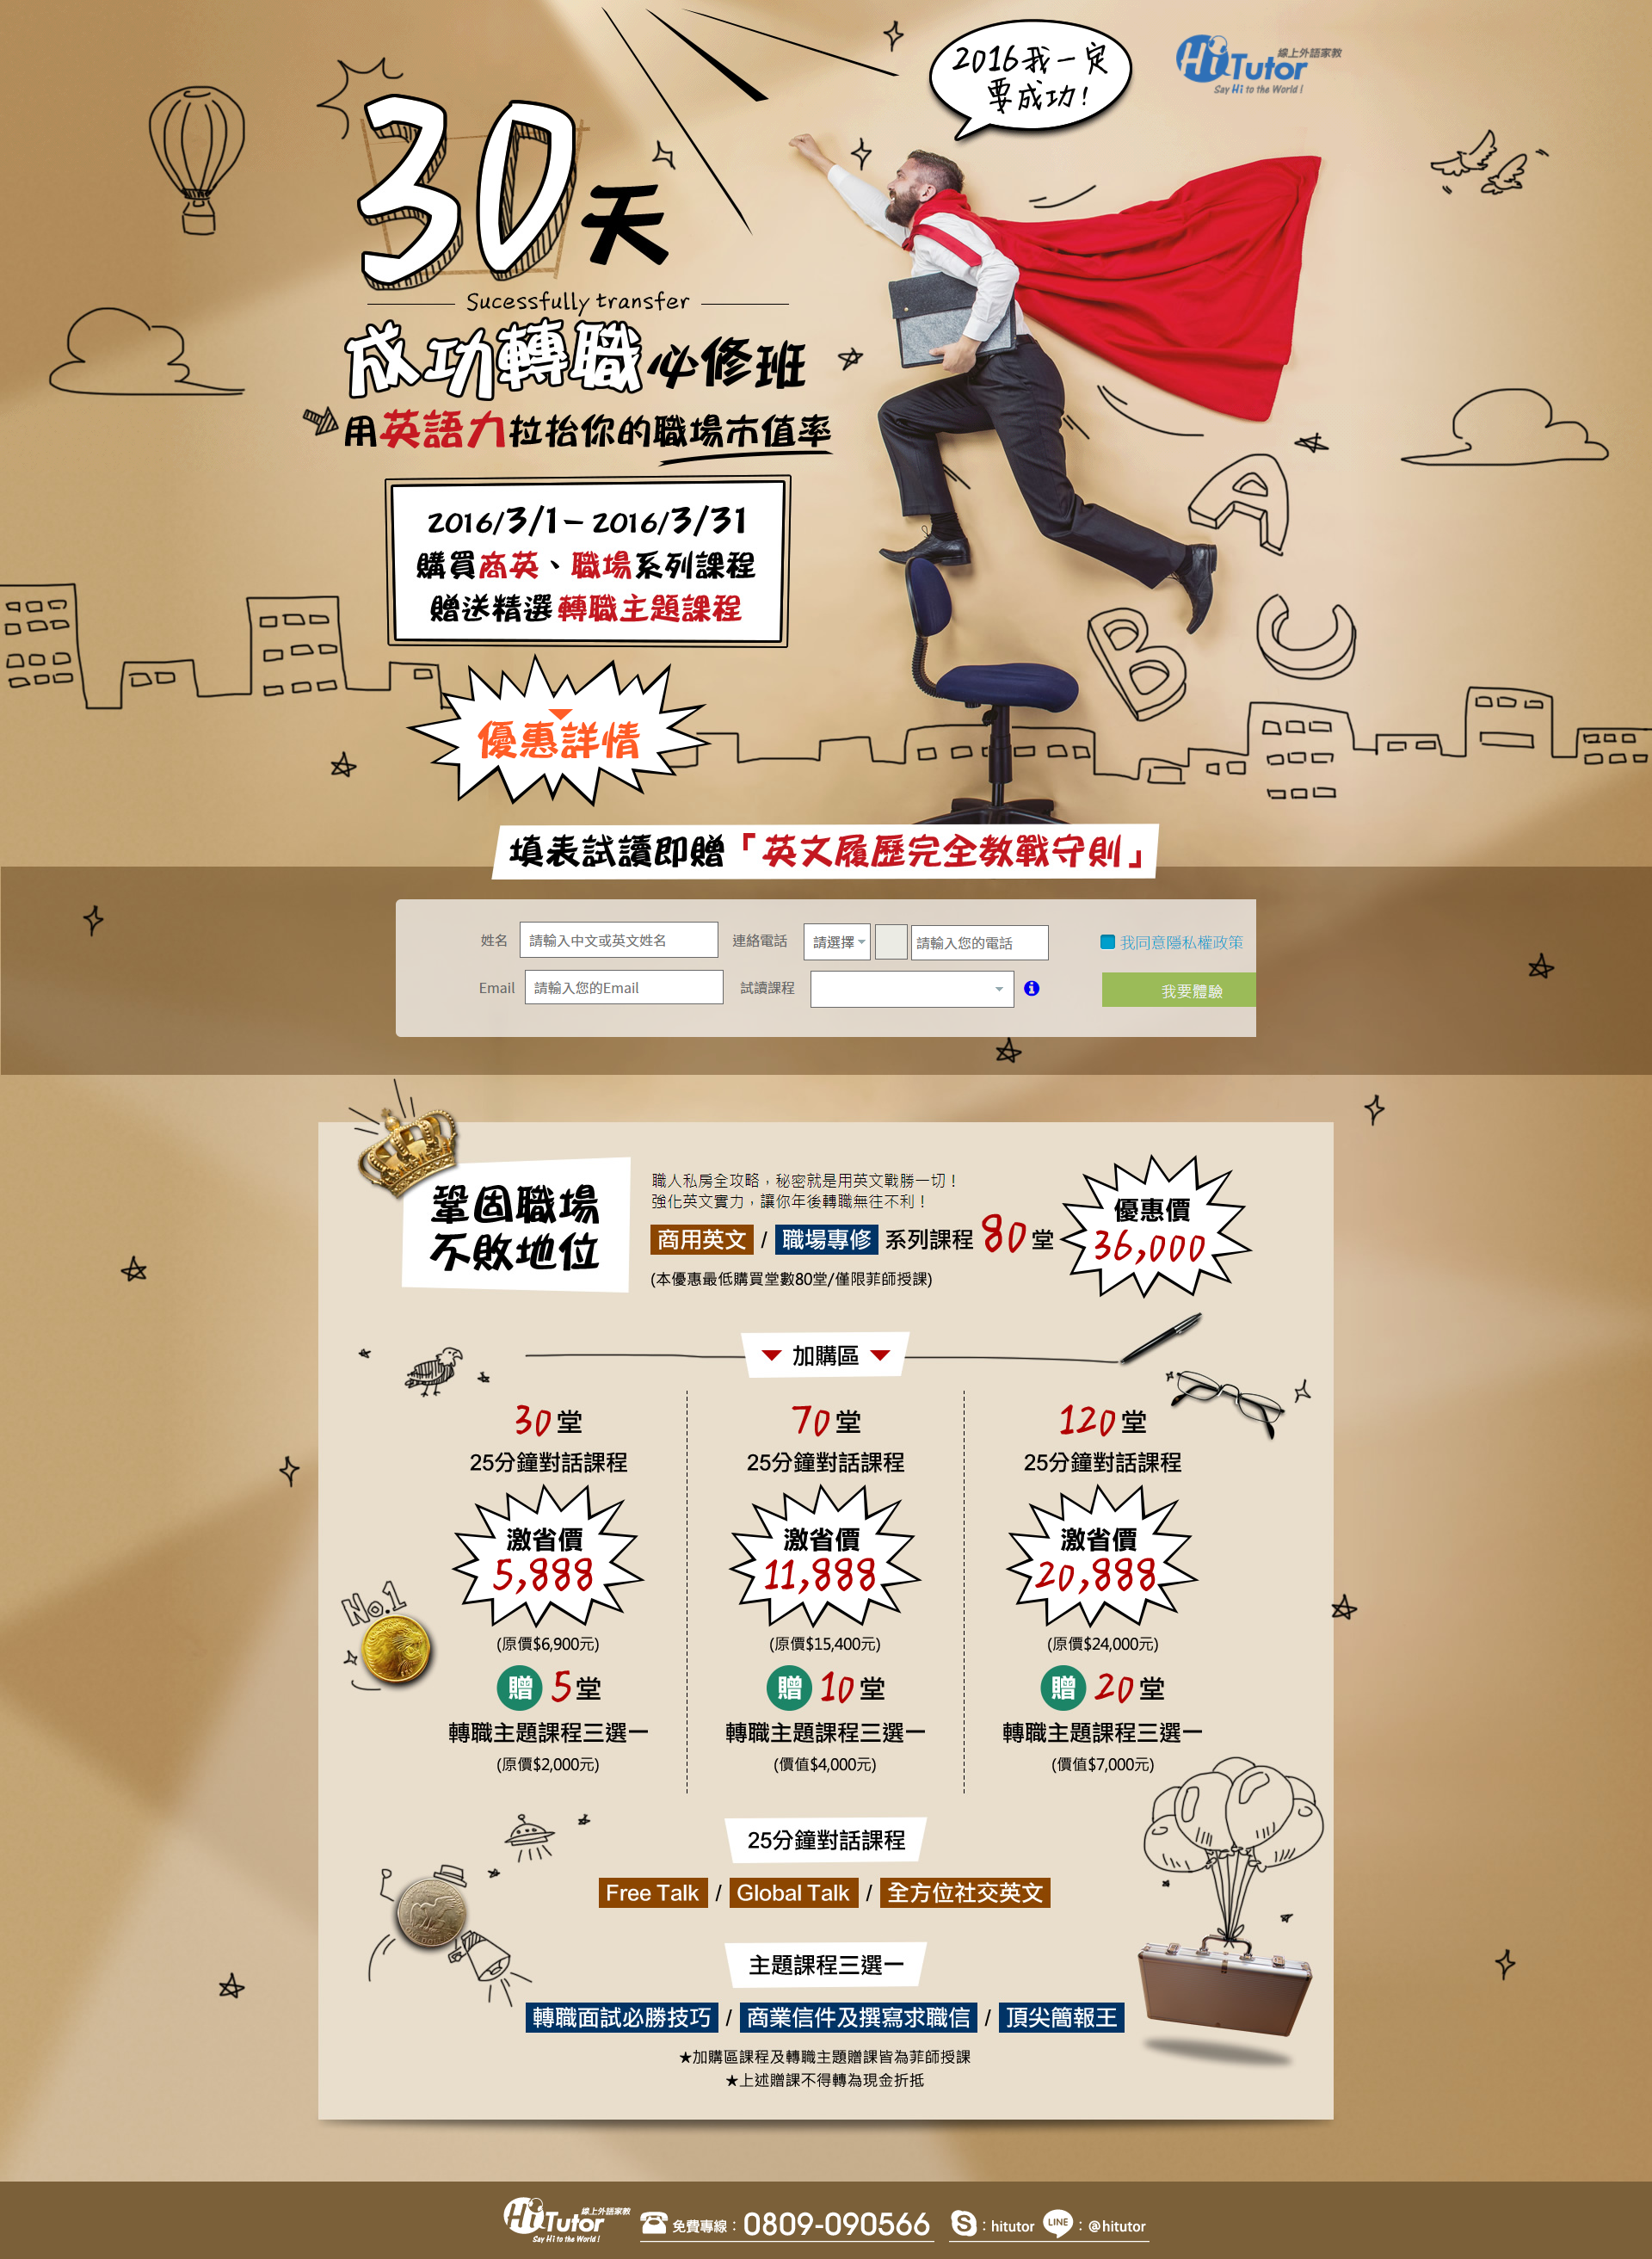 2016我一定
要成功!
Hi Tutor 線上外語家教
Say Hi to the World !
30天
Sucessfully transfer
成功轉職必修班
用英語力拉抬你的職場市值率
2016/3/1 – 2016/3/31
購買商英、職場系列課程
贈送精選轉職主題課程
優惠詳情
A
B
C
填表試讀即贈「英文履歷完全教戰守則」
姓名 請輸入中文或英文姓名 連絡電話 請選擇 請輸入您的電話 我同意隱私權政策
Email 請輸入您的Email 試讀課程 我要體驗
鞏固職場
不敗地位
職人私房全攻略，秘密就是用英文戰勝一切！
強化英文實力，讓你年後轉職無往不利！
商用英文 / 職場專修 系列課程 80堂
(本優惠最低購買堂數80堂/僅限菲師授課)
優惠價
36,000
加購區
30堂
25分鐘對話課程
激省價
5,888
(原價$6,900元)
贈 5堂
轉職主題課程三選一
(原價$2,000元)
70堂
25分鐘對話課程
激省價
11,888
(原價$15,400元)
贈 10堂
轉職主題課程三選一
(價值$4,000元)
120堂
25分鐘對話課程
激省價
20,888
(原價$24,000元)
贈 20堂
轉職主題課程三選一
(價值$7,000元)
No.1
25分鐘對話課程
Free Talk / Global Talk / 全方位社交英文
主題課程三選一
轉職面試必勝技巧 / 商業信件及撰寫求職信 / 頂尖簡報王
★加購區課程及轉職主題贈課皆為菲師授課
★上述贈課不得轉為現金折抵
Hi Tutor 線上外語家教
Say Hi to the World !
免費專線：0809-090566 S：hitutor LINE：@hitutor